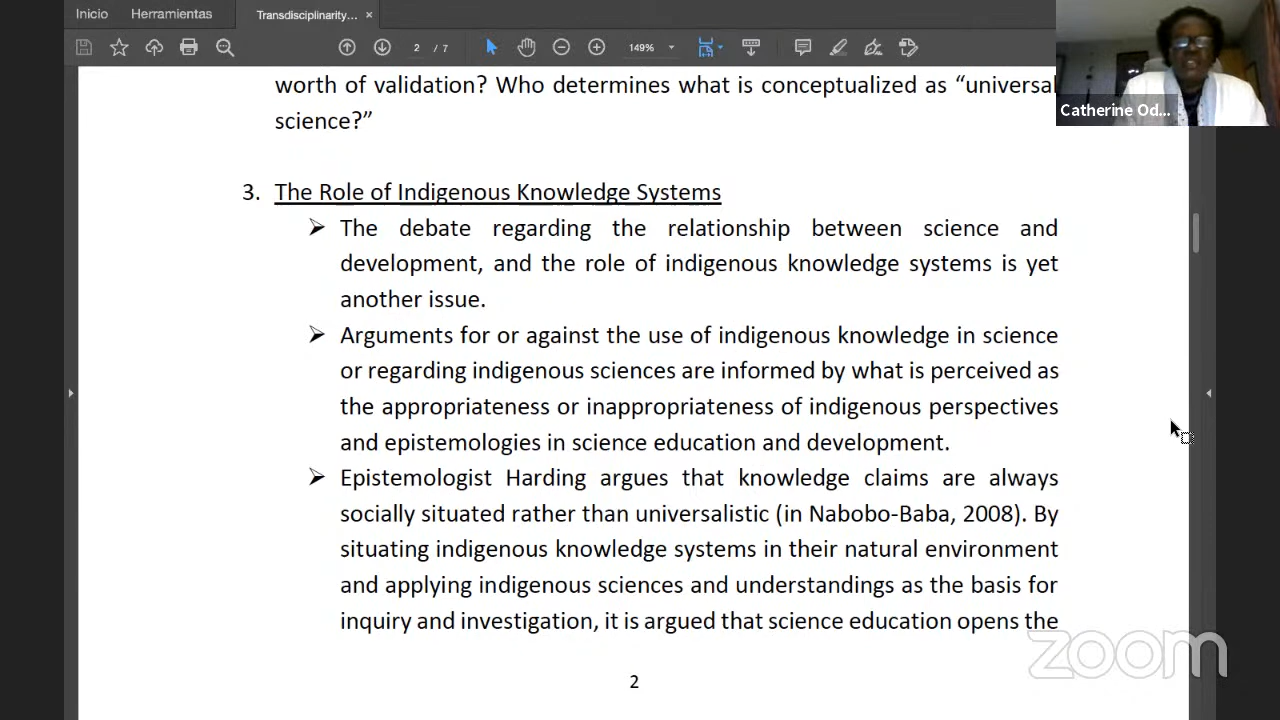 Inicio
Herramientas
Transdisciplinarity...
×
2 / 7
149%
worth of validation? Who determines what is conceptualized as “universal
science?”
Catherine Od...
3. The Role of Indigenous Knowledge Systems
➢ The debate regarding the relationship between science and
development, and the role of indigenous knowledge systems is yet
another issue.
➢ Arguments for or against the use of indigenous knowledge in science
or regarding indigenous sciences are informed by what is perceived as
the appropriateness or inappropriateness of indigenous perspectives
and epistemologies in science education and development.
➢ Epistemologist Harding argues that knowledge claims are always
socially situated rather than universalistic (in Nabobo-Baba, 2008). By
situating indigenous knowledge systems in their natural environment
and applying indigenous sciences and understandings as the basis for
inquiry and investigation, it is argued that science education opens the
zoom
2